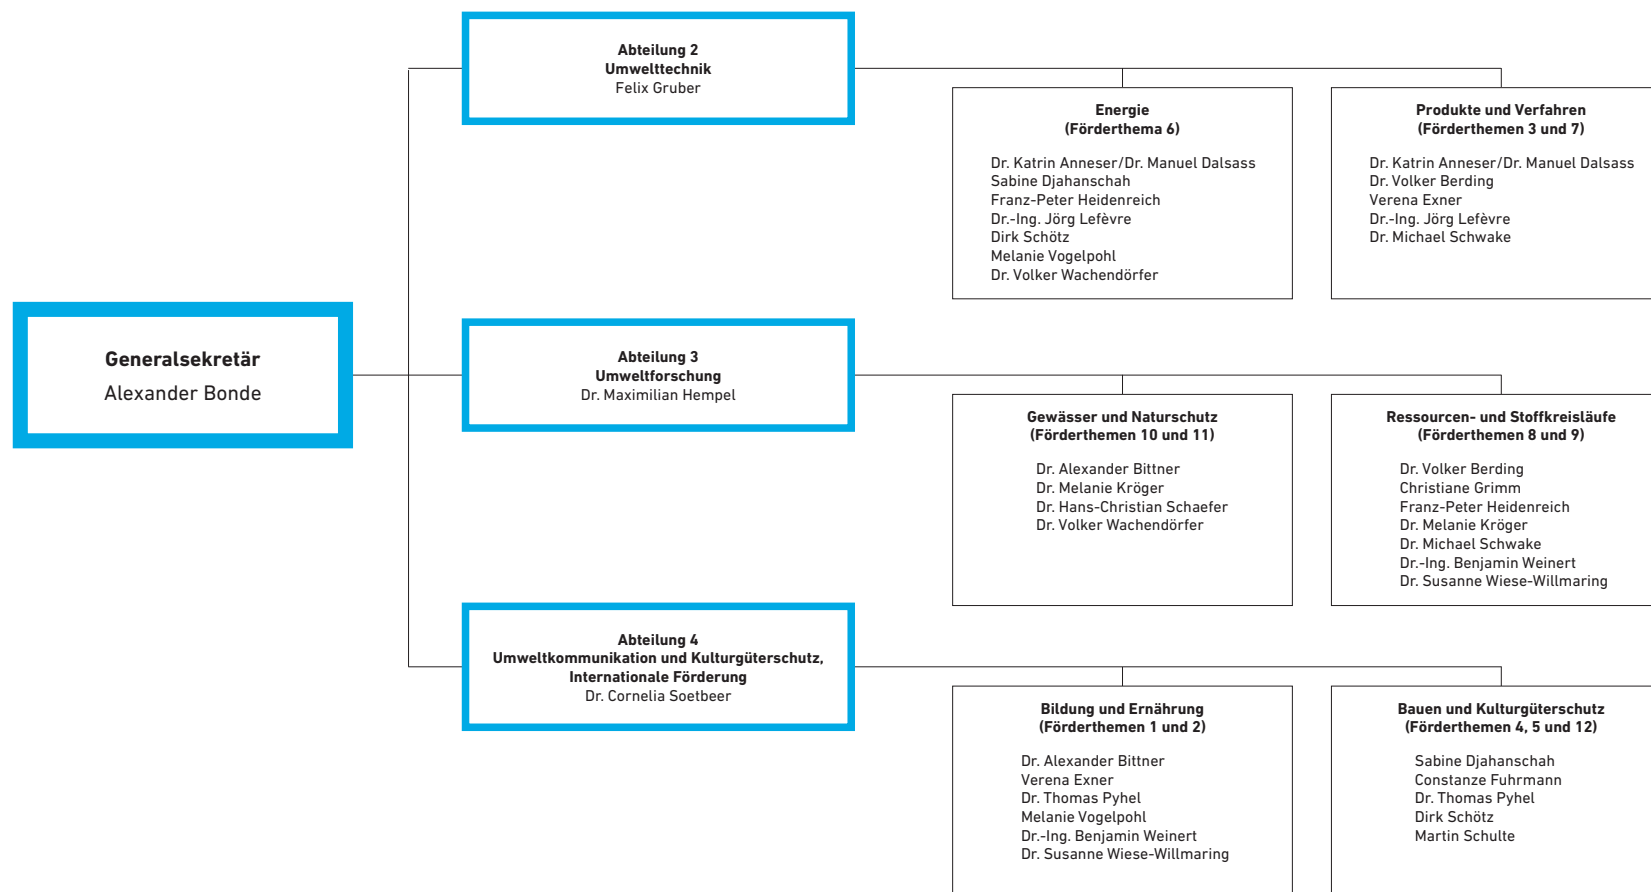 Generalsekretär
Alexander Bonde
Abteilung 2
Umwelttechnik
Felix Gruber
Energie
(Förderthema 6)
Dr. Katrin Anneser/Dr. Manuel Dalsass
Sabine Djahanschah
Franz-Peter Heidenreich
Dr.-Ing. Jörg Lefèvre
Dirk Schötz
Melanie Vogelpohl
Dr. Volker Wachendörfer
Produkte und Verfahren
(Förderthemen 3 und 7)
Dr. Katrin Anneser/Dr. Manuel Dalsass
Dr. Volker Berding
Verena Exner
Dr.-Ing. Jörg Lefèvre
Dr. Michael Schwake
Abteilung 3
Umweltforschung
Dr. Maximilian Hempel
Gewässer und Naturschutz
(Förderthemen 10 und 11)
Dr. Alexander Bittner
Dr. Melanie Kröger
Dr. Hans-Christian Schaefer
Dr. Volker Wachendörfer
Ressourcen- und Stoffkreisläufe
(Förderthemen 8 und 9)
Dr. Volker Berding
Christiane Grimm
Franz-Peter Heidenreich
Dr. Melanie Kröger
Dr. Michael Schwake
Dr.-Ing. Benjamin Weinert
Dr. Susanne Wiese-Willmaring
Abteilung 4
Umweltkommunikation und Kulturgüterschutz,
Internationale Förderung
Dr. Cornelia Soetbeer
Bildung und Ernährung
(Förderthemen 1 und 2)
Dr. Alexander Bittner
Verena Exner
Dr. Thomas Pyhel
Melanie Vogelpohl
Dr.-Ing. Benjamin Weinert
Dr. Susanne Wiese-Willmaring
Bauen und Kulturgüterschutz
(Förderthemen 4, 5 und 12)
Sabine Djahanschah
Constanze Fuhrmann
Dr. Thomas Pyhel
Dirk Schötz
Martin Schulte